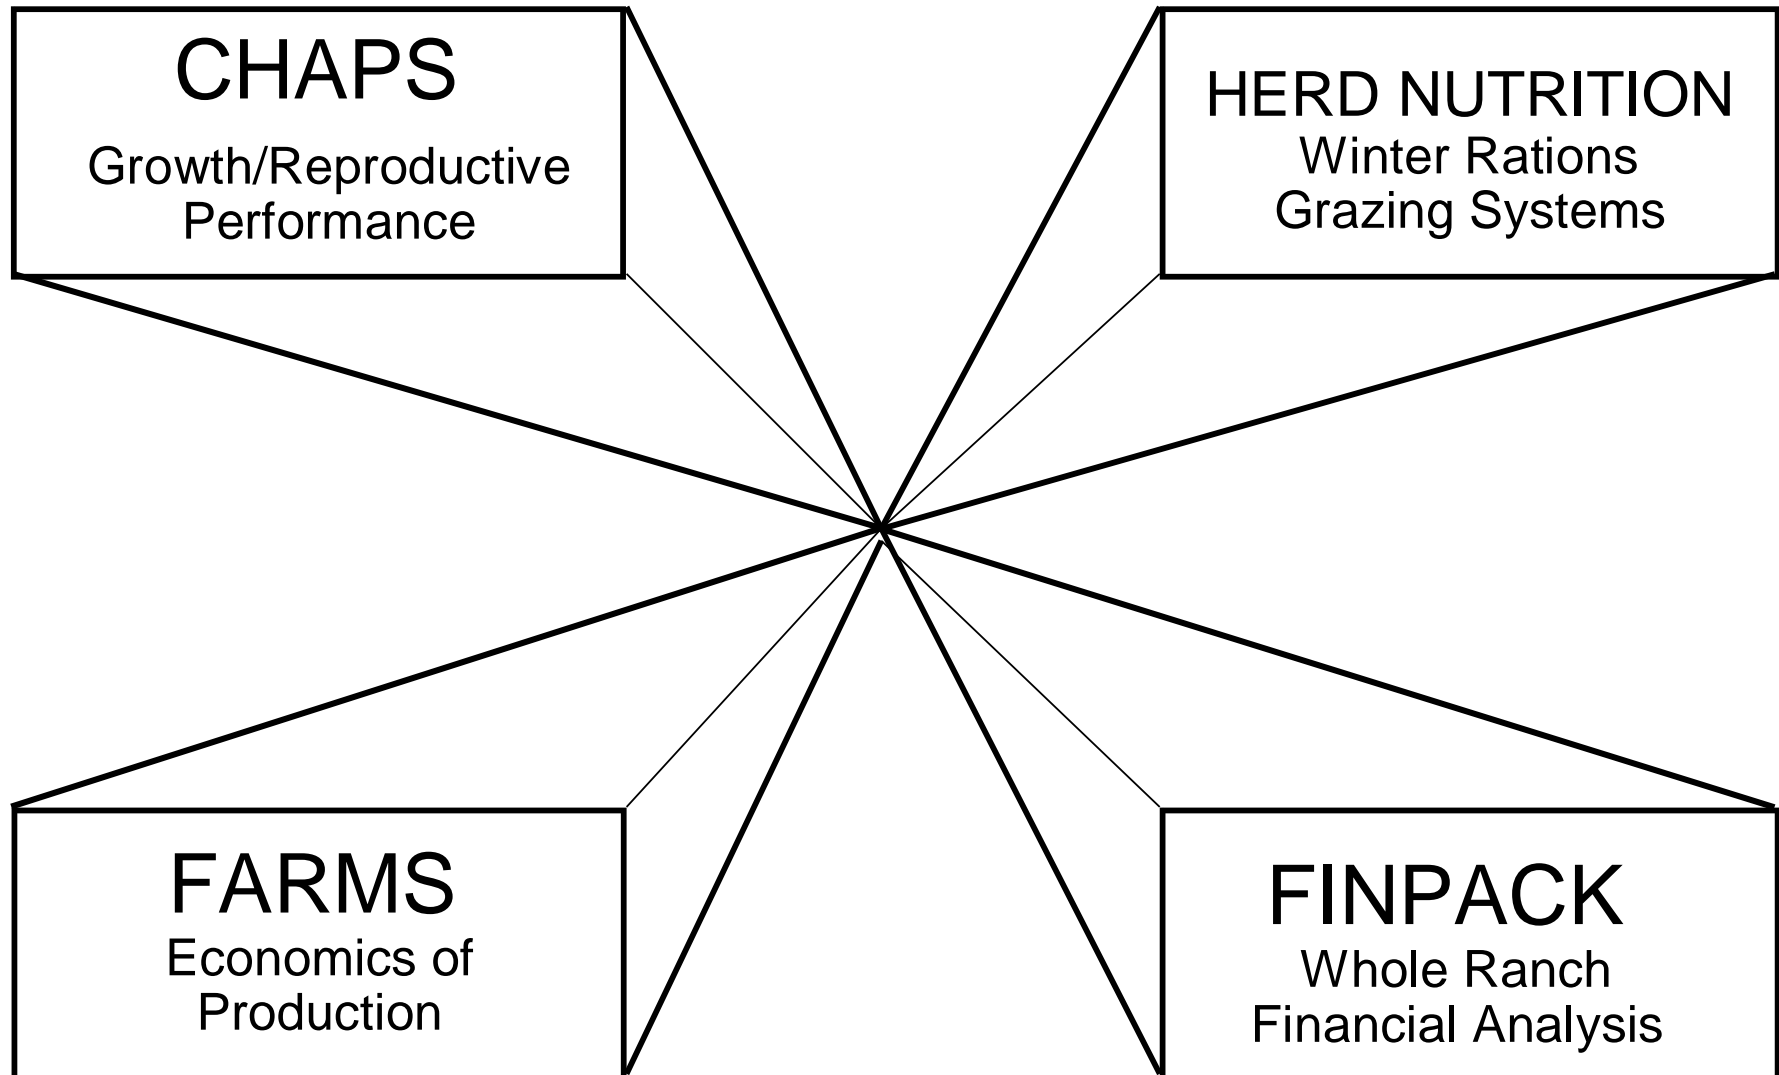 CHAPS
Growth/Reproductive
Performance
HERD NUTRITION
Winter Rations
Grazing Systems
FARMS
Economics of
Production
FINPACK
Whole Ranch
Financial Analysis